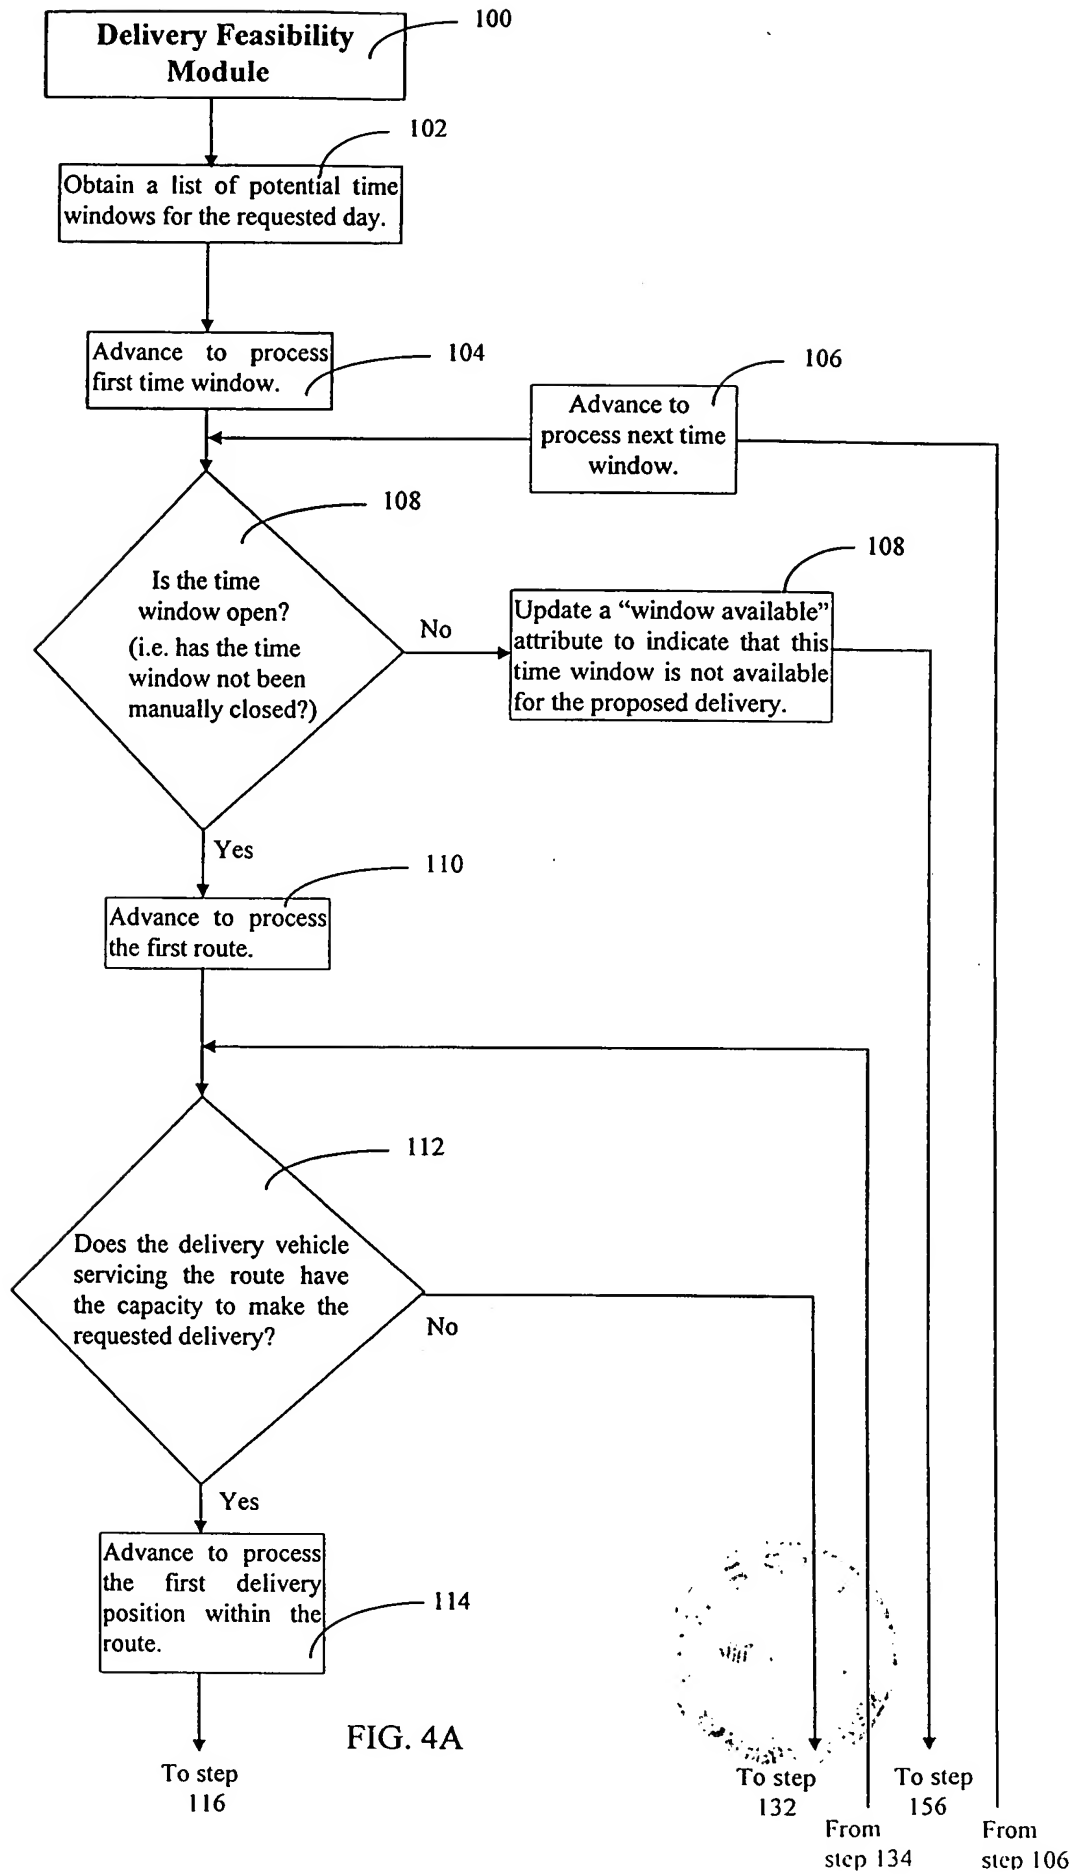 100
Delivery Feasibility
Module
102
Obtain a list of potential time
windows for the requested day.
104
Advance to process
first time window.
106
Advance to
process next time
window.
108
Is the time
window open?
(i.e. has the time
window not been
manually closed?)
No
108
Update a “window available”
attribute to indicate that this
time window is not available
for the proposed delivery.
Yes
110
Advance to process
the first route.
112
Does the delivery vehicle
servicing the route have
the capacity to make the
requested delivery?
No
Yes
Advance to process
the first delivery
position within the
route.
114
FIG. 4A
To step
116
To step
132
To step
156
From
step 134
From
step 106